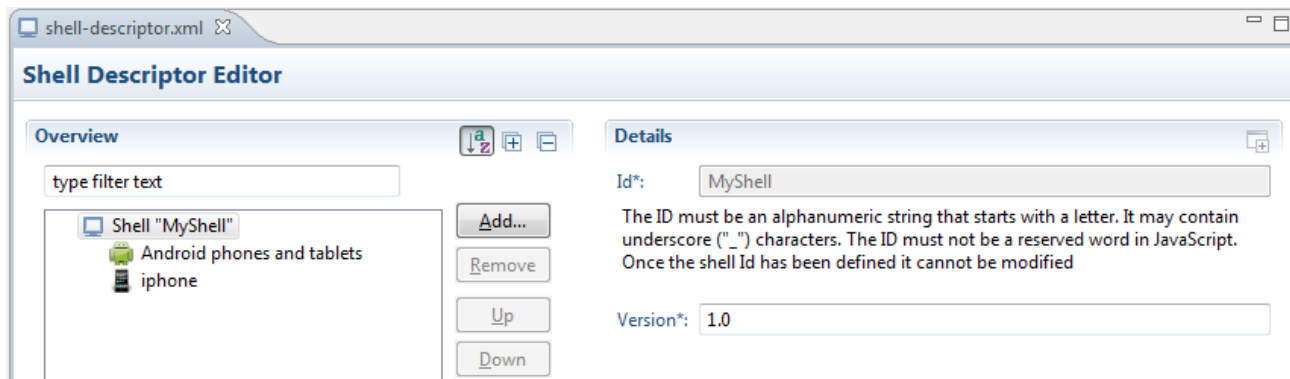 shell-descriptor.xml
Shell Descriptor Editor
Overview
type filter text
Shell "MyShell"
Android phones and tablets
iphone
Add...
Remove
Up
Down
Details
Id*: MyShell
The ID must be an alphanumeric string that starts with a letter. It may contain
underscore ("_") characters. The ID must not be a reserved word in JavaScript.
Once the shell Id has been defined it cannot be modified
Version*: 1.0